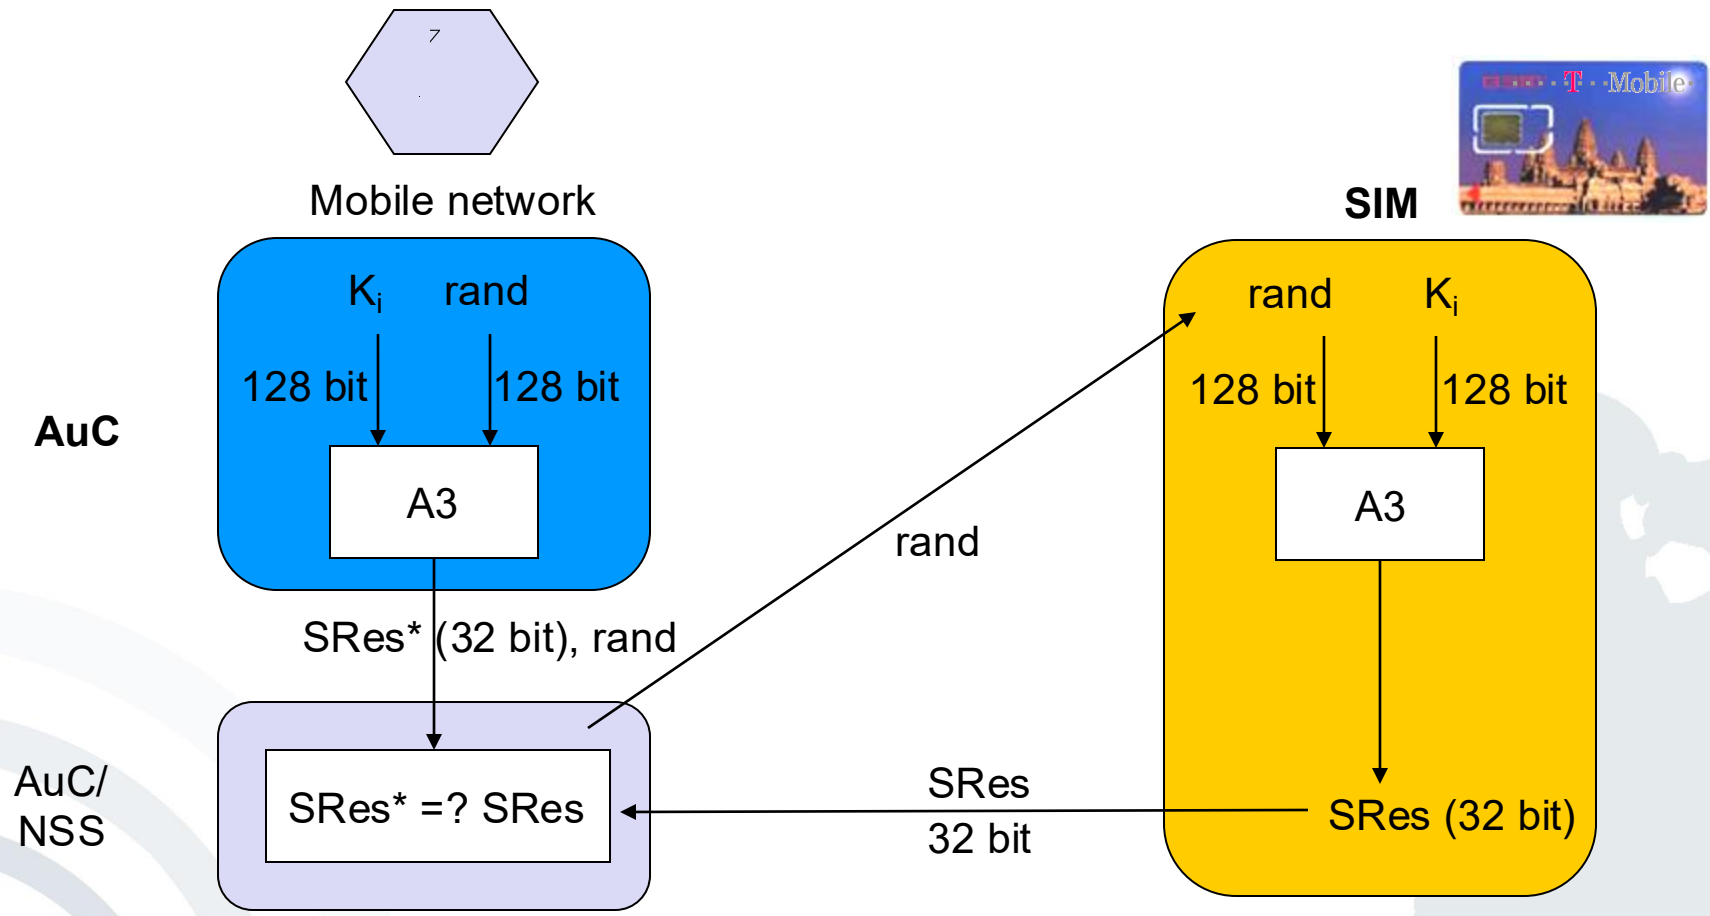 7
T · · Mobile
Mobile network
SIM
Ki rand
rand Ki
128 bit 128 bit
128 bit 128 bit
AuC
A3
A3
rand
SRes* (32 bit), rand
AuC/
NSS
SRes* =? SRes
SRes
32 bit
SRes (32 bit)